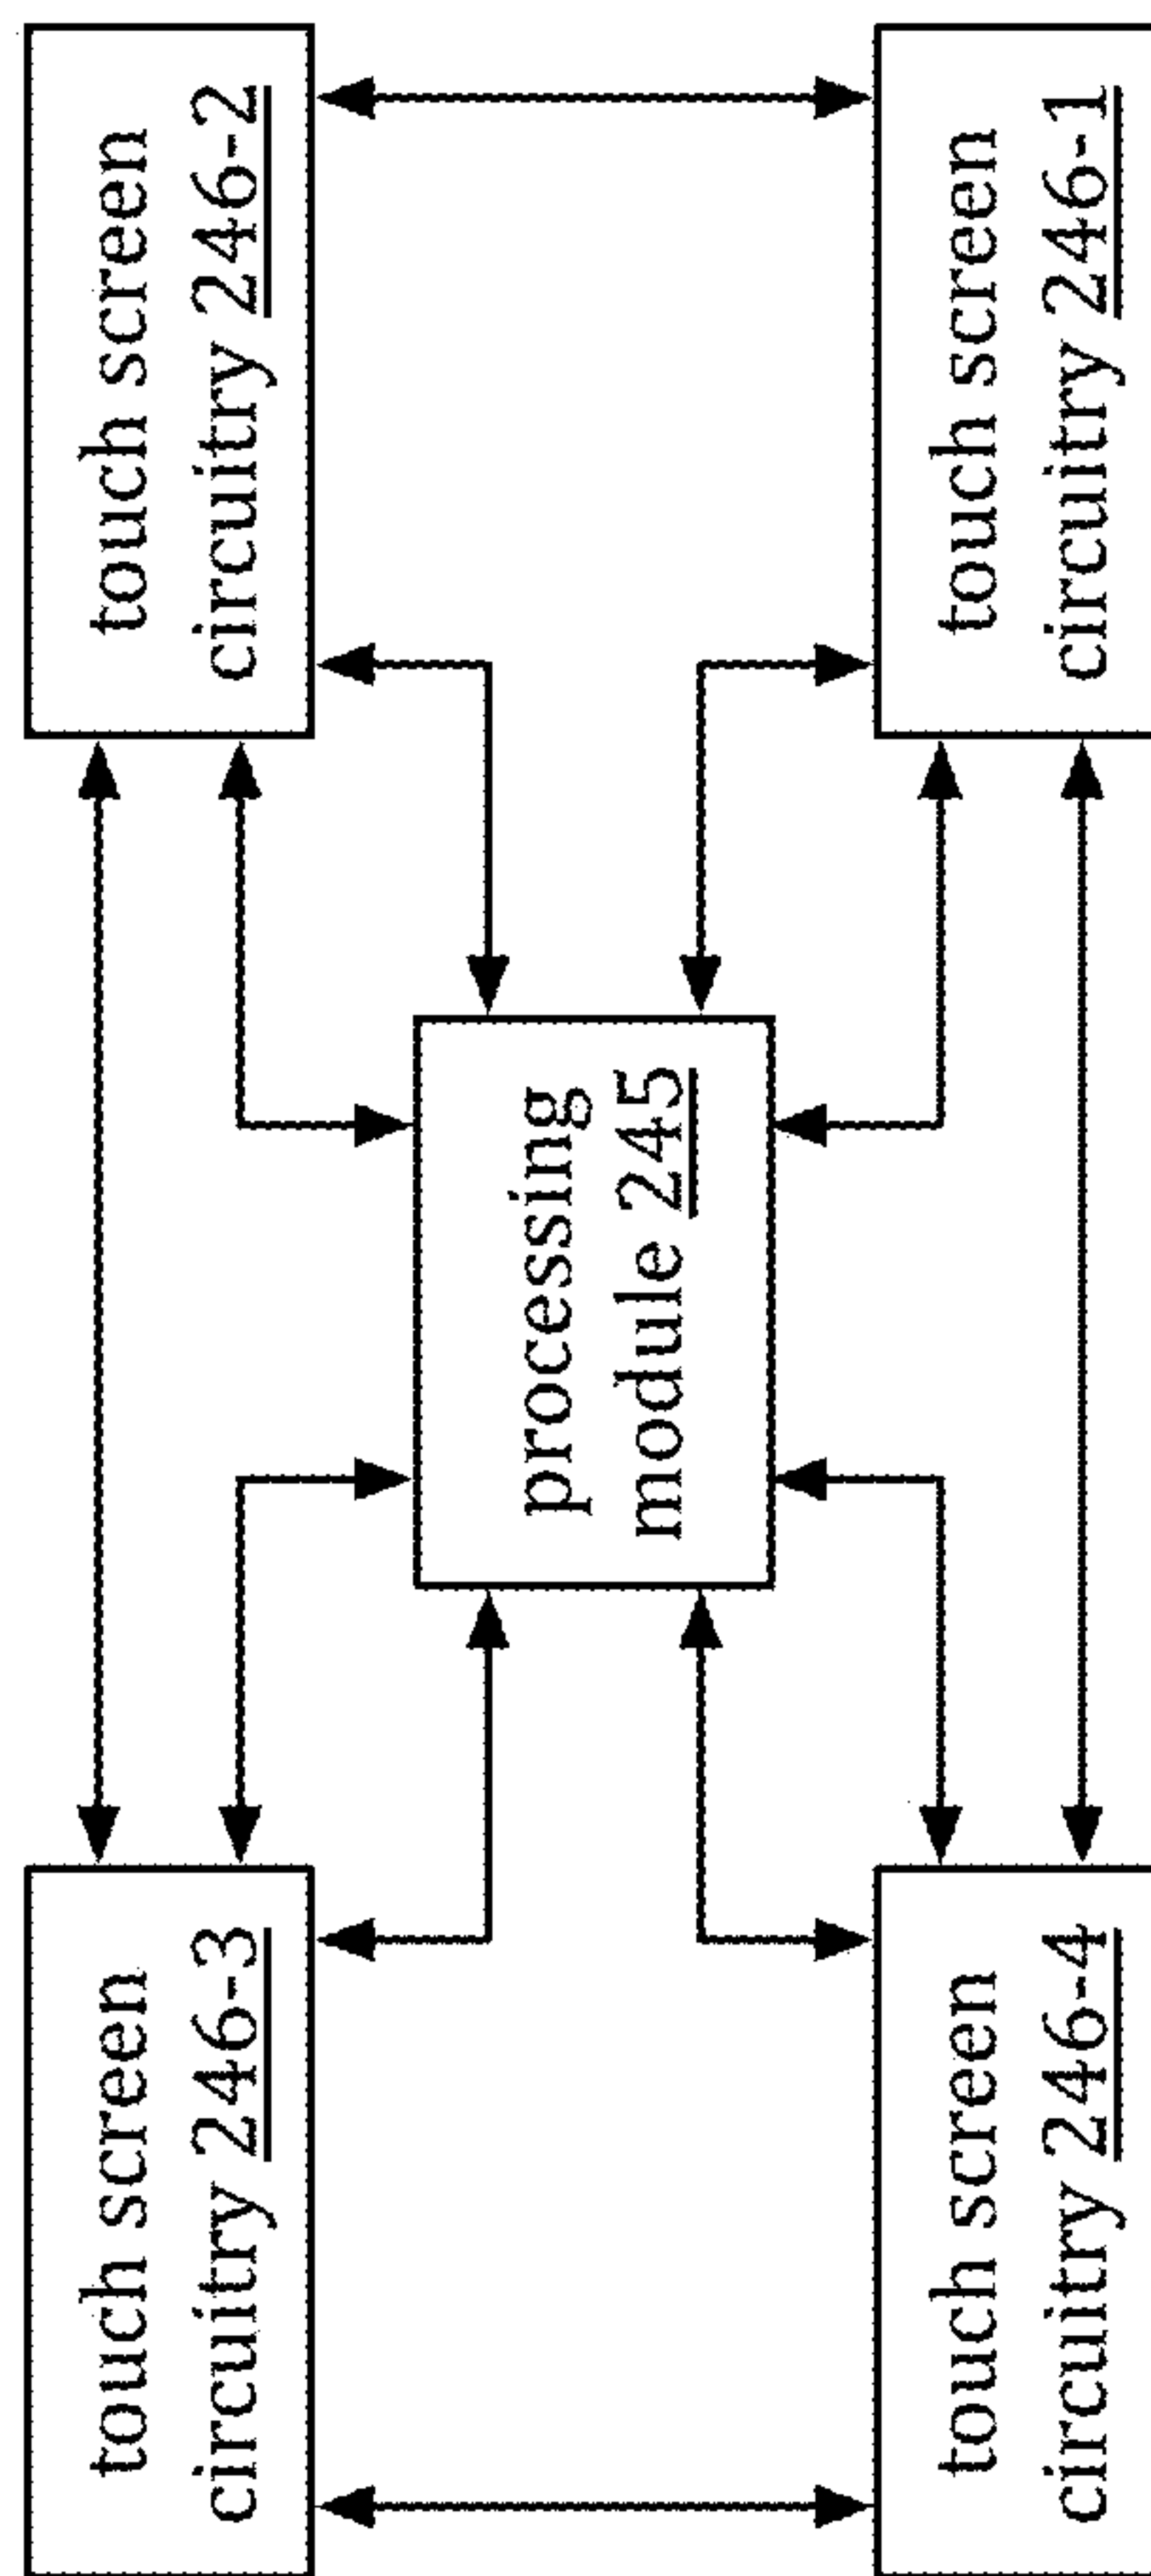 touch screen
circuitry 246-3
touch screen
circuitry 246-2
processing
module 245
touch screen
circuitry 246-4
touch screen
circuitry 246-1